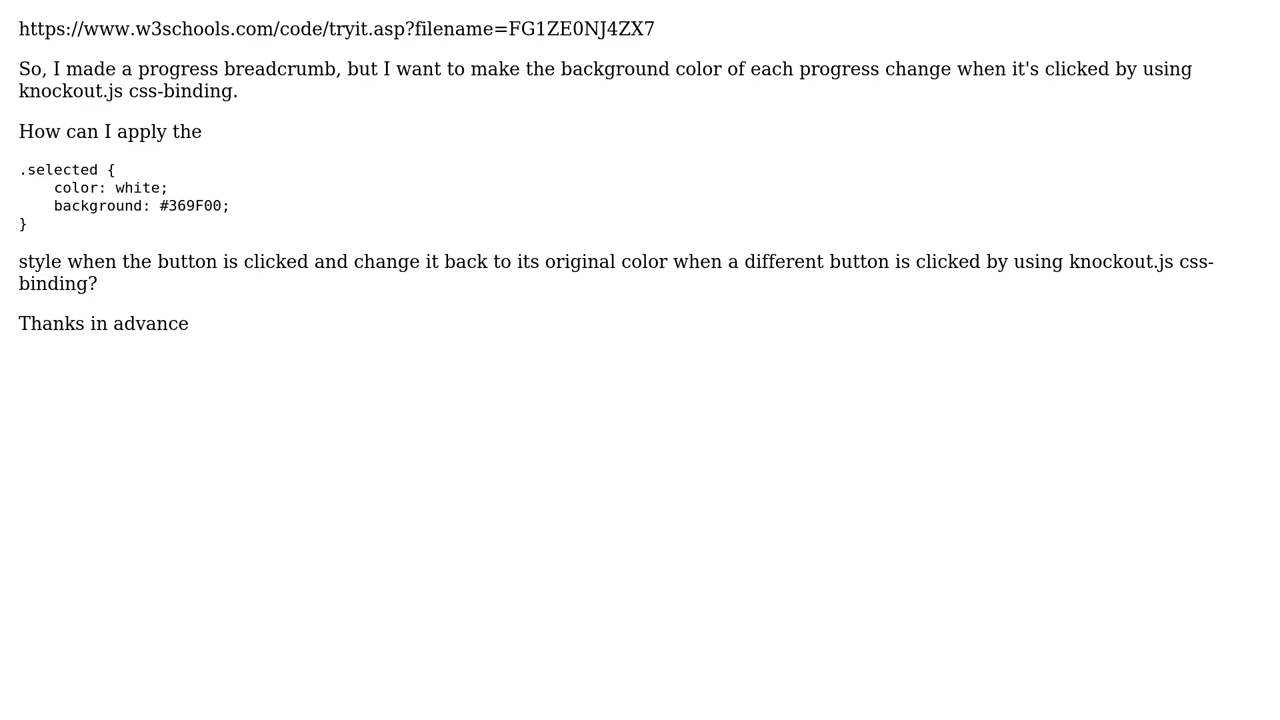 https://www.w3schools.com/code/tryit.asp?filename=FG1ZE0NJ4ZX7
So, I made a progress breadcrumb, but I want to make the background color of each progress change when it's clicked by using
knockout.js css-binding.
How can I apply the
.selected {
    color: white;
    background: #369F00;
}
style when the button is clicked and change it back to its original color when a different button is clicked by using knockout.js css-
binding?
Thanks in advance